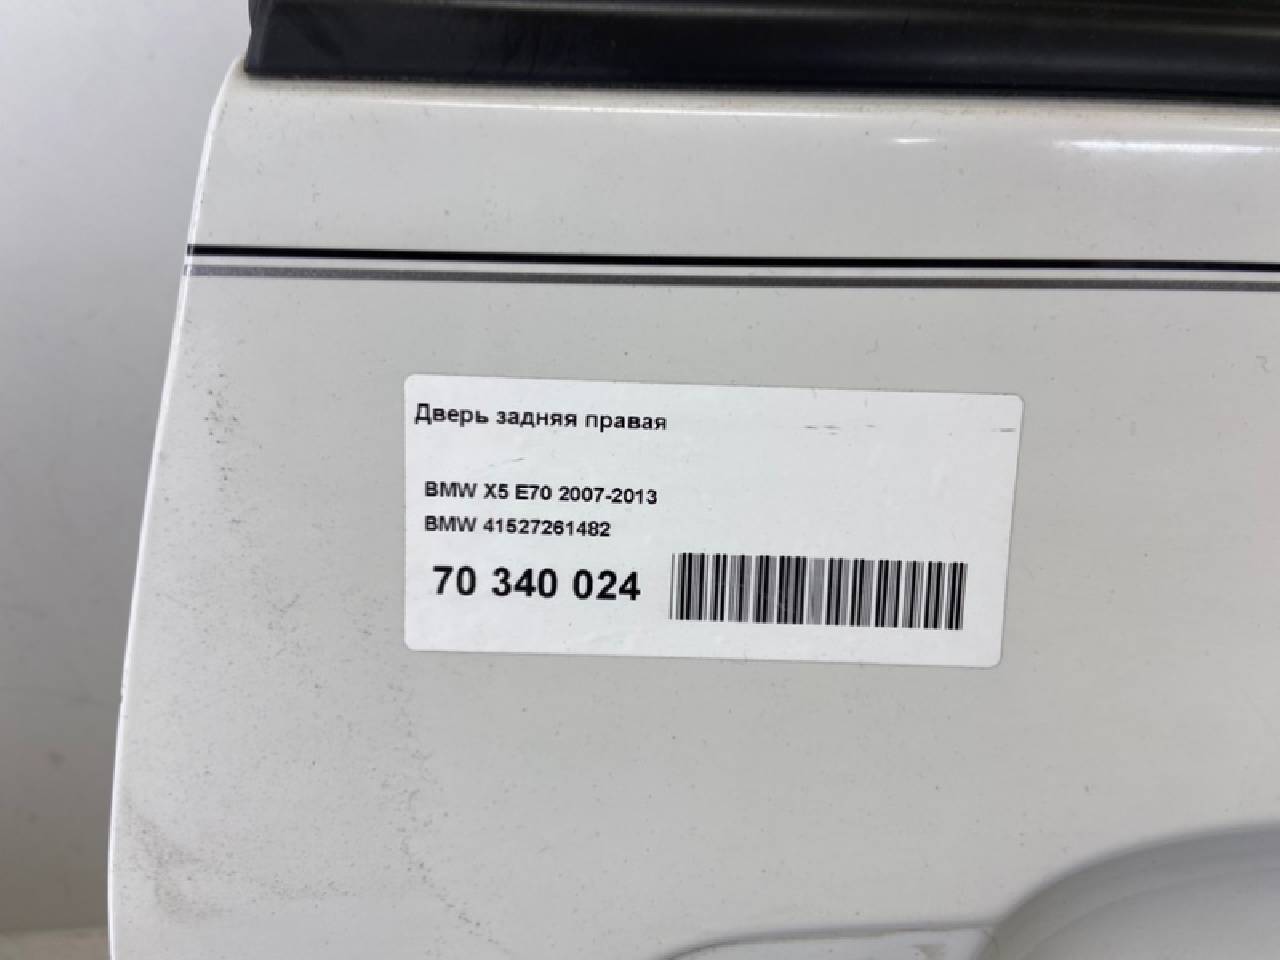 Дверь задняя правая
BMW X5 E70 2007-2013
BMW 41527261482
70 340 024